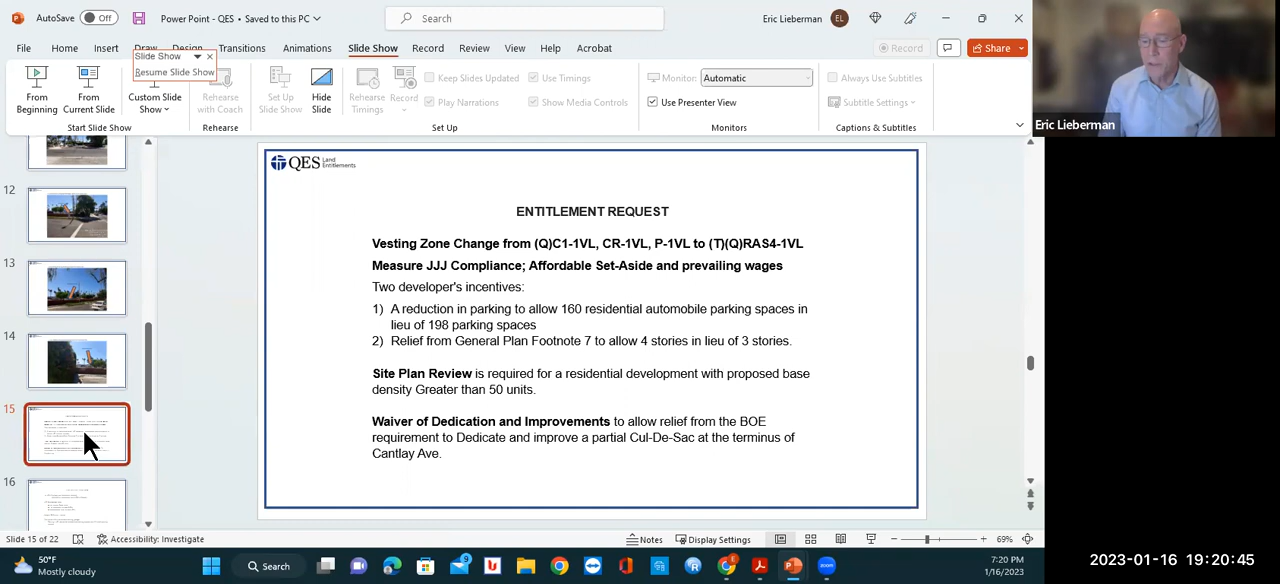 AutoSave Off Power Point - QES • Saved to this PC Search Eric Lieberman EL
File Home Insert Draw Design Transitions Animations Slide Show Record Review View Help Acrobat Record Share
Slide Show
Resume Slide Show
From Beginning
From Current Slide
Custom Slide Show
Rehearse with Coach
Set Up Slide Show
Hide Slide
Rehearse Timings
Record
Keep Slides Updated
Play Narrations
Use Timings
Show Media Controls
Monitor: Automatic
Use Presenter View
Always Use Subtitles
Subtitle Settings
Start Slide Show Rehearse Set Up Monitors Captions & Subtitles
Eric Lieberman
12
13
14
15
16
QES Land Entitlements
ENTITLEMENT REQUEST
Vesting Zone Change from (Q)C1-1VL, CR-1VL, P-1VL to (T)(Q)RAS4-1VL
Measure JJJ Compliance; Affordable Set-Aside and prevailing wages
Two developer's incentives:
1) A reduction in parking to allow 160 residential automobile parking spaces in
lieu of 198 parking spaces
2) Relief from General Plan Footnote 7 to allow 4 stories in lieu of 3 stories.
Site Plan Review is required for a residential development with proposed base
density Greater than 50 units.
Waiver of Dedication and Improvements to allow relief from the BOE
requirement to Dedicate and improve a partial Cul-De-Sac at the terminus of
Cantlay Ave.
Slide 15 of 22 Accessibility: Investigate Notes Display Settings 69%
50°F
Mostly cloudy
Search
7:20 PM
1/16/2023
2023-01-16 19:20:45